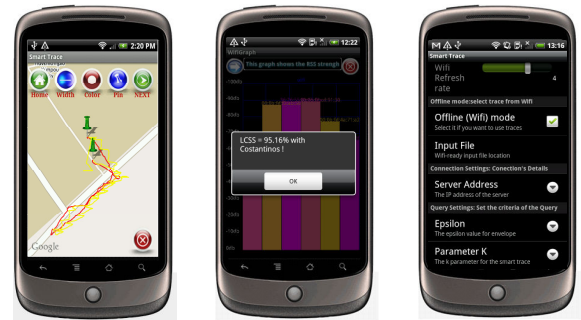 2:20 PM
Smart Trace
Home Width Color Pin NEXT
Google
12:22
WifiGraph
This graph shows the RSS strength
LCSS = 95.16% with
Costantinos !
OK
13:16
Smart Trace
Wifi
Refresh
rate
4
Offline mode:select trace from Wifi
Offline (Wifi) mode
Select it if you want to use traces
Input File
Wifi-ready input file location
Connection Settings: Conection's Details
Server Address
The IP address of the server
Query Settings: Set the criteria of the Query
Epsilon
The epsilon value for envelope
Parameter K
The k parameter for the smart trace